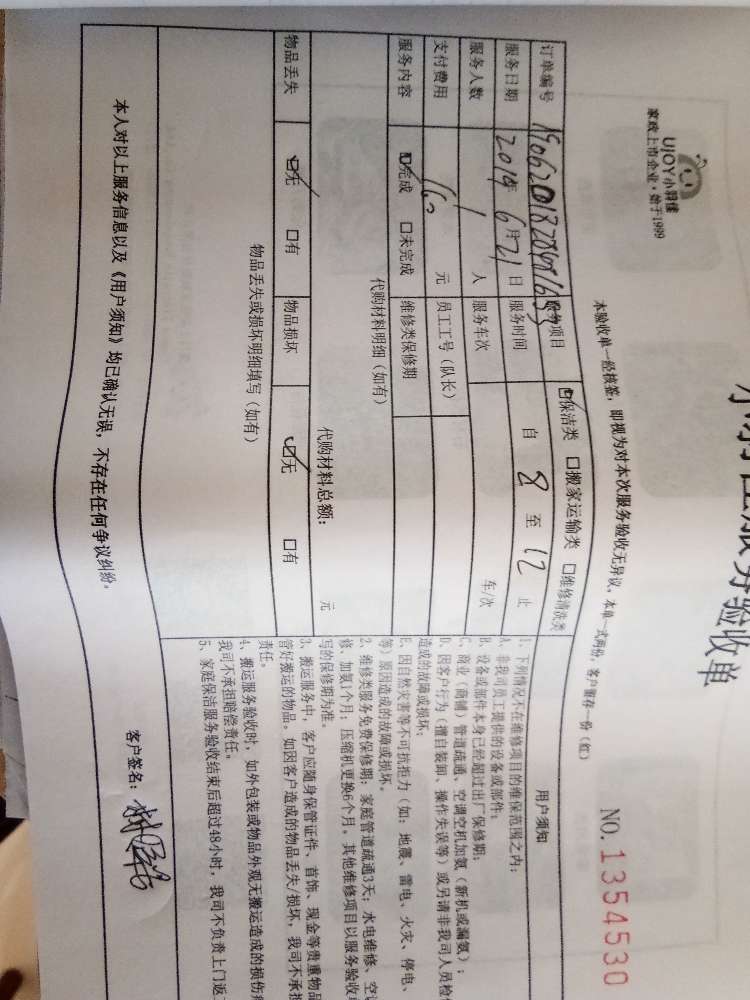 UJOY小羽佳
家政上市企业·始于1999
服务验收单
本验收单一经核签，即视为对本次服务验收无异议，本单一式两份，客户留存一份（红）
NO.1354530
订单编号
服务项目 保洁类 搬家运输类 维修清洗类
服务日期 2019年6月21日 服务时间 自 8 至 12 止
服务人数 1 人 服务车次 车/次
支付费用 160 元 员工工号（队长）
服务内容 完成 未完成 维修类保修期
代购材料明细（如有）
代购材料总额： 元
物品丢失 无 有 物品损坏 无 有
物品丢失或损坏明细填写（如有）
用户须知
1、下列情况不在维修项目的维保范围之内：
A、非我司员工提供的设备或部件；
B、设备或部件本身已经超过出厂保修期；
C、商业（商铺）管道疏通、空调空机加氨（新机或漏氨）；
D、因客户行为（擅自装卸、操作失误等）或另请非我司人员检
造成的故障或损坏；
E、因自然灾害等不可抗拒力（如：地震、雷电、火灾、停电、
等）原因造成的故障或损坏。
2、维修类服务免费保修期：家庭管道疏通3天；水电维修、空
修、加氨1个月；压缩机更换6个月。其他维修项目以服务验收
写的保修期为准。
3、搬运服务中，客户应随身保管证件、首饰、现金等贵重物品
管好搬运的物品。如因客户造成的物品丢失/损坏，我司不承担
责任。
4、搬运服务验收时，如外包装或物品外观无搬运造成的损伤
我司不承担赔偿责任。
5、家庭保洁服务验收结束后超过48小时，我司不负责上门返
本人对以上服务信息以及《用户须知》均已确认无误，不存在任何争议纠纷。
客户签名：